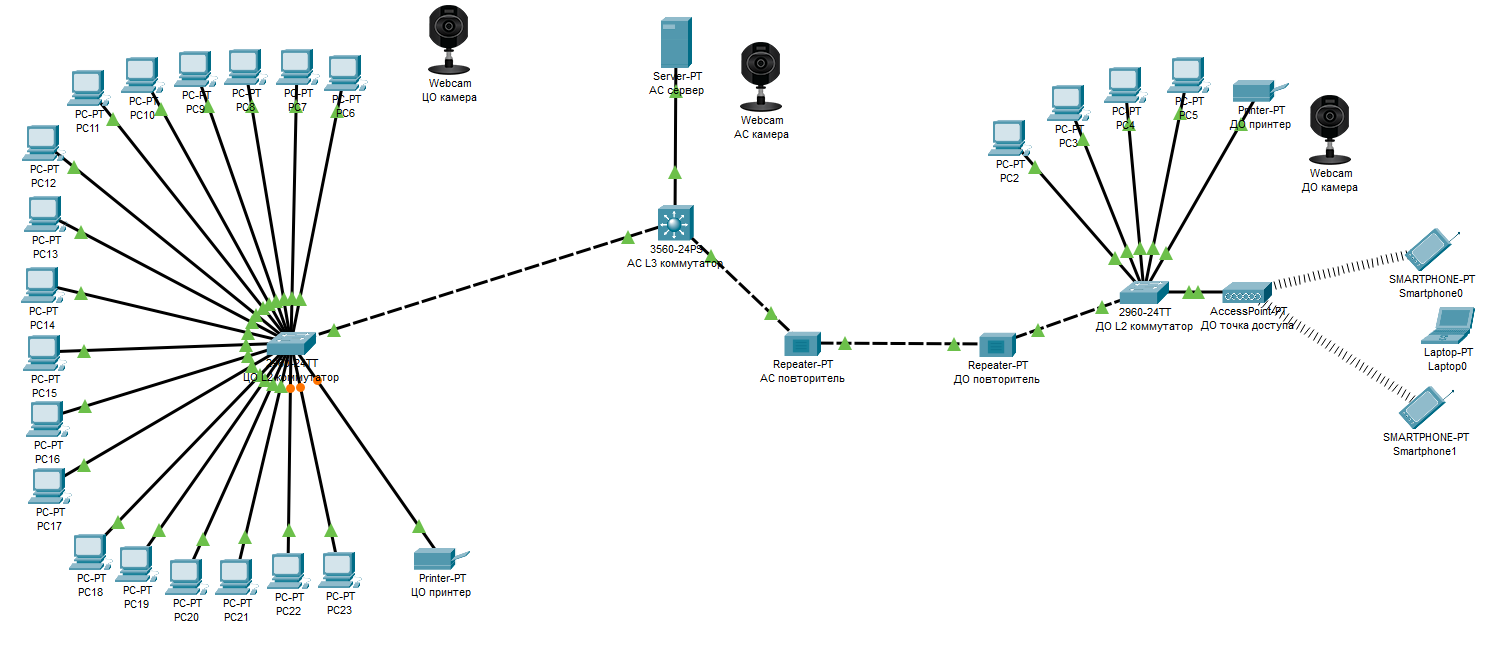 Webcam
ЦО камера
Server-PT
АС сервер
Webcam
АС камера
PC-PT
PC11
PC-PT
PC10
PC-PT
PC9
PC-PT
PC8
PC-PT
PC7
PC-PT
PC6
PC-PT
PC12
PC-PT
PC13
PC-PT
PC14
PC-PT
PC15
PC-PT
PC16
PC-PT
PC17
PC-PT
PC18
PC-PT
PC19
PC-PT
PC20
PC-PT
PC21
PC-PT
PC22
PC-PT
PC23
Printer-PT
ЦО принтер
2960-24TT
ЦО L2 коммутатор
3560-24PS
АС L3 коммутатор
Repeater-PT
АС повторитель
Repeater-PT
ДО повторитель
PC-PT
PC2
PC-PT
PC3
PC-PT
PC4
PC-PT
PC5
Printer-PT
ДО принтер
Webcam
ДО камера
2960-24TT
ДО L2 коммутатор
AccessPoint-PT
ДО точка доступа
SMARTPHONE-PT
Smartphone0
Laptop-PT
Laptop0
SMARTPHONE-PT
Smartphone1